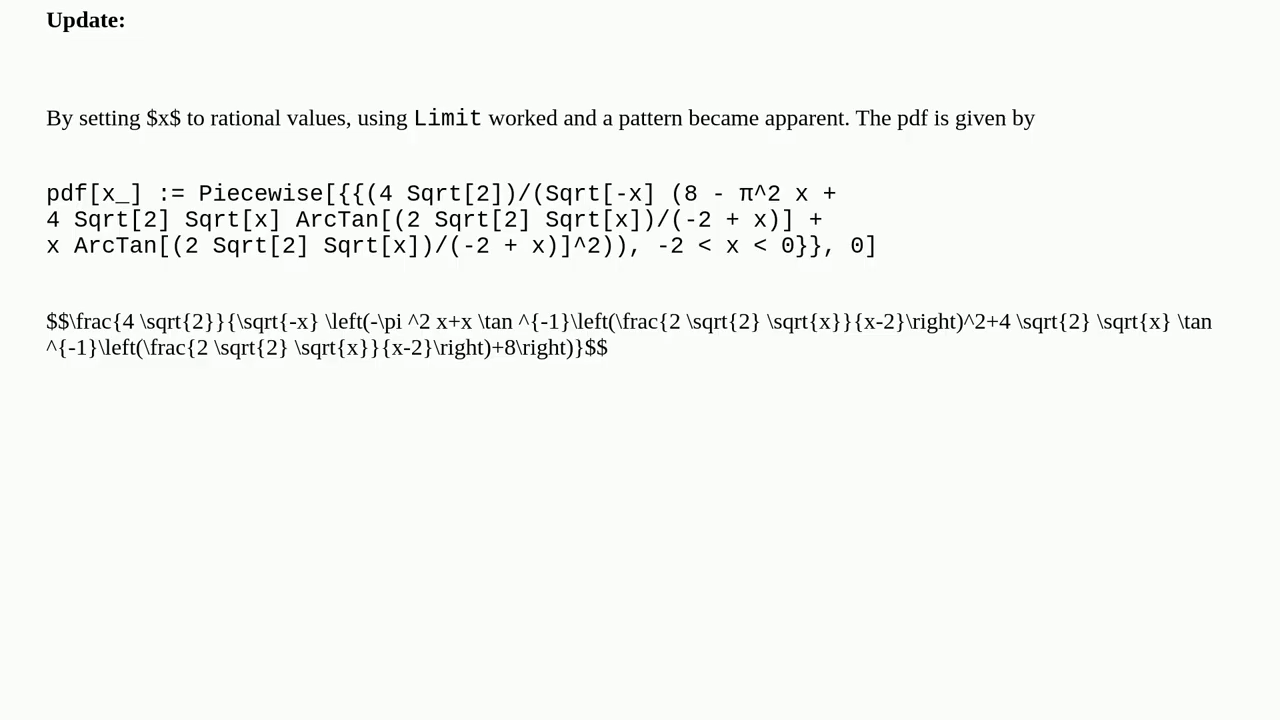 Update:
By setting $x$ to rational values, using Limit worked and a pattern became apparent. The pdf is given by
pdf[x_] := Piecewise[{{(4 Sqrt[2])/(Sqrt[-x] (8 - π^2 x +
4 Sqrt[2] Sqrt[x] ArcTan[(2 Sqrt[2] Sqrt[x])/(-2 + x)] +
x ArcTan[(2 Sqrt[2] Sqrt[x])/(-2 + x)]^2)), -2 < x < 0}}, 0]
$$\frac{4 \sqrt{2}}{\sqrt{-x} \left(-\pi ^2 x+x \tan ^{-1}\left(\frac{2 \sqrt{2} \sqrt{x}}{x-2}\right)^2+4 \sqrt{2} \sqrt{x} \tan
^{-1}\left(\frac{2 \sqrt{2} \sqrt{x}}{x-2}\right)+8\right)}$$